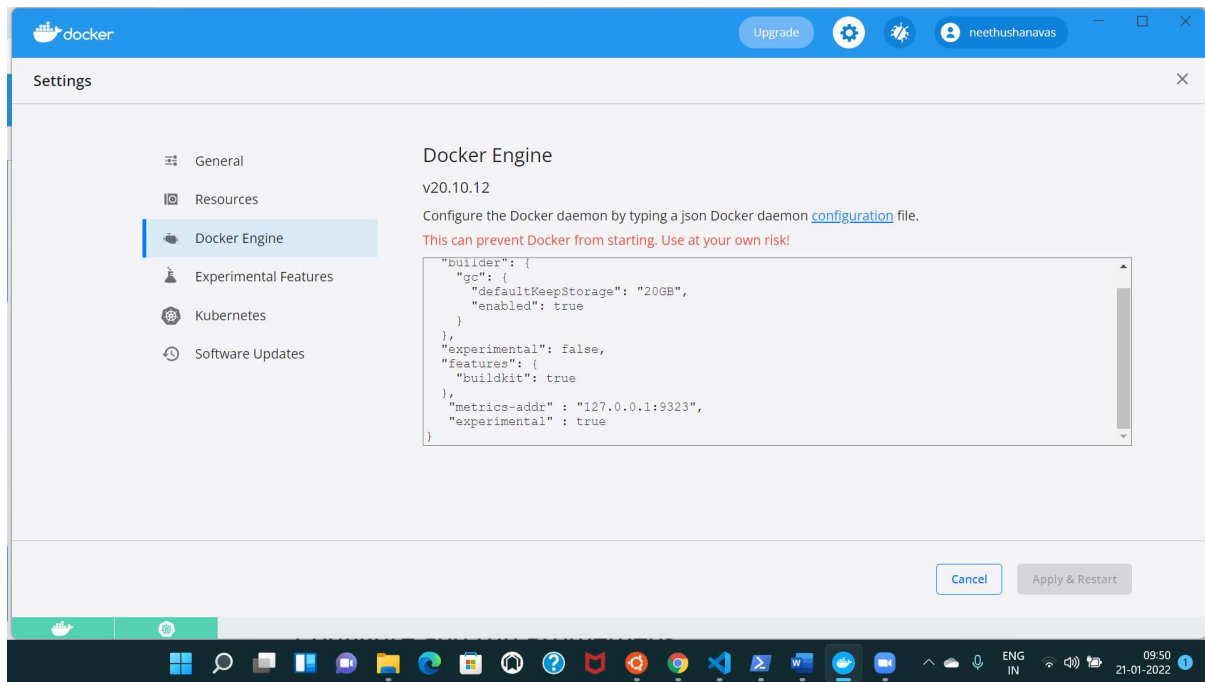 docker
Upgrade
neethushanavas
Settings
General
Resources
Docker Engine
Experimental Features
Kubernetes
Software Updates
Docker Engine
v20.10.12
Configure the Docker daemon by typing a json Docker daemon configuration file.
This can prevent Docker from starting. Use at your own risk!
"builder": {
"gc": {
"defaultKeepStorage": "20GB",
"enabled": true
}
},
"experimental": false,
"features": {
"buildkit": true
},
"metrics-addr" : "127.0.0.1:9323",
"experimental" : true
}
Cancel
Apply & Restart
ENG
IN
09:50
21-01-2022
1